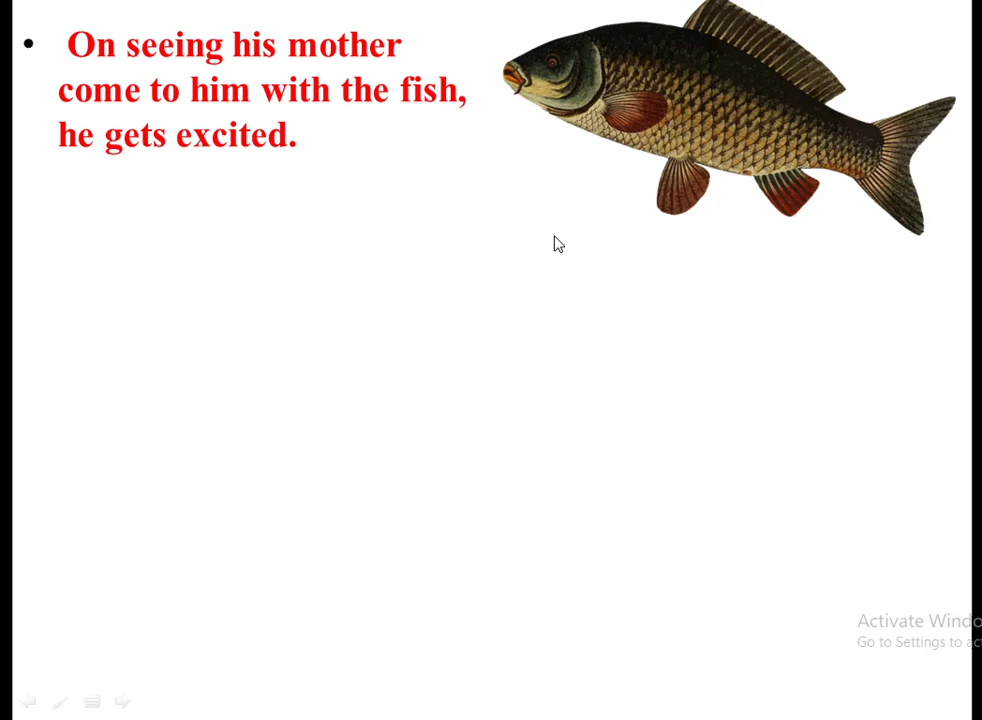 • On seeing his mother
come to him with the fish,
he gets excited.
Activate Windo
Go to Settings to